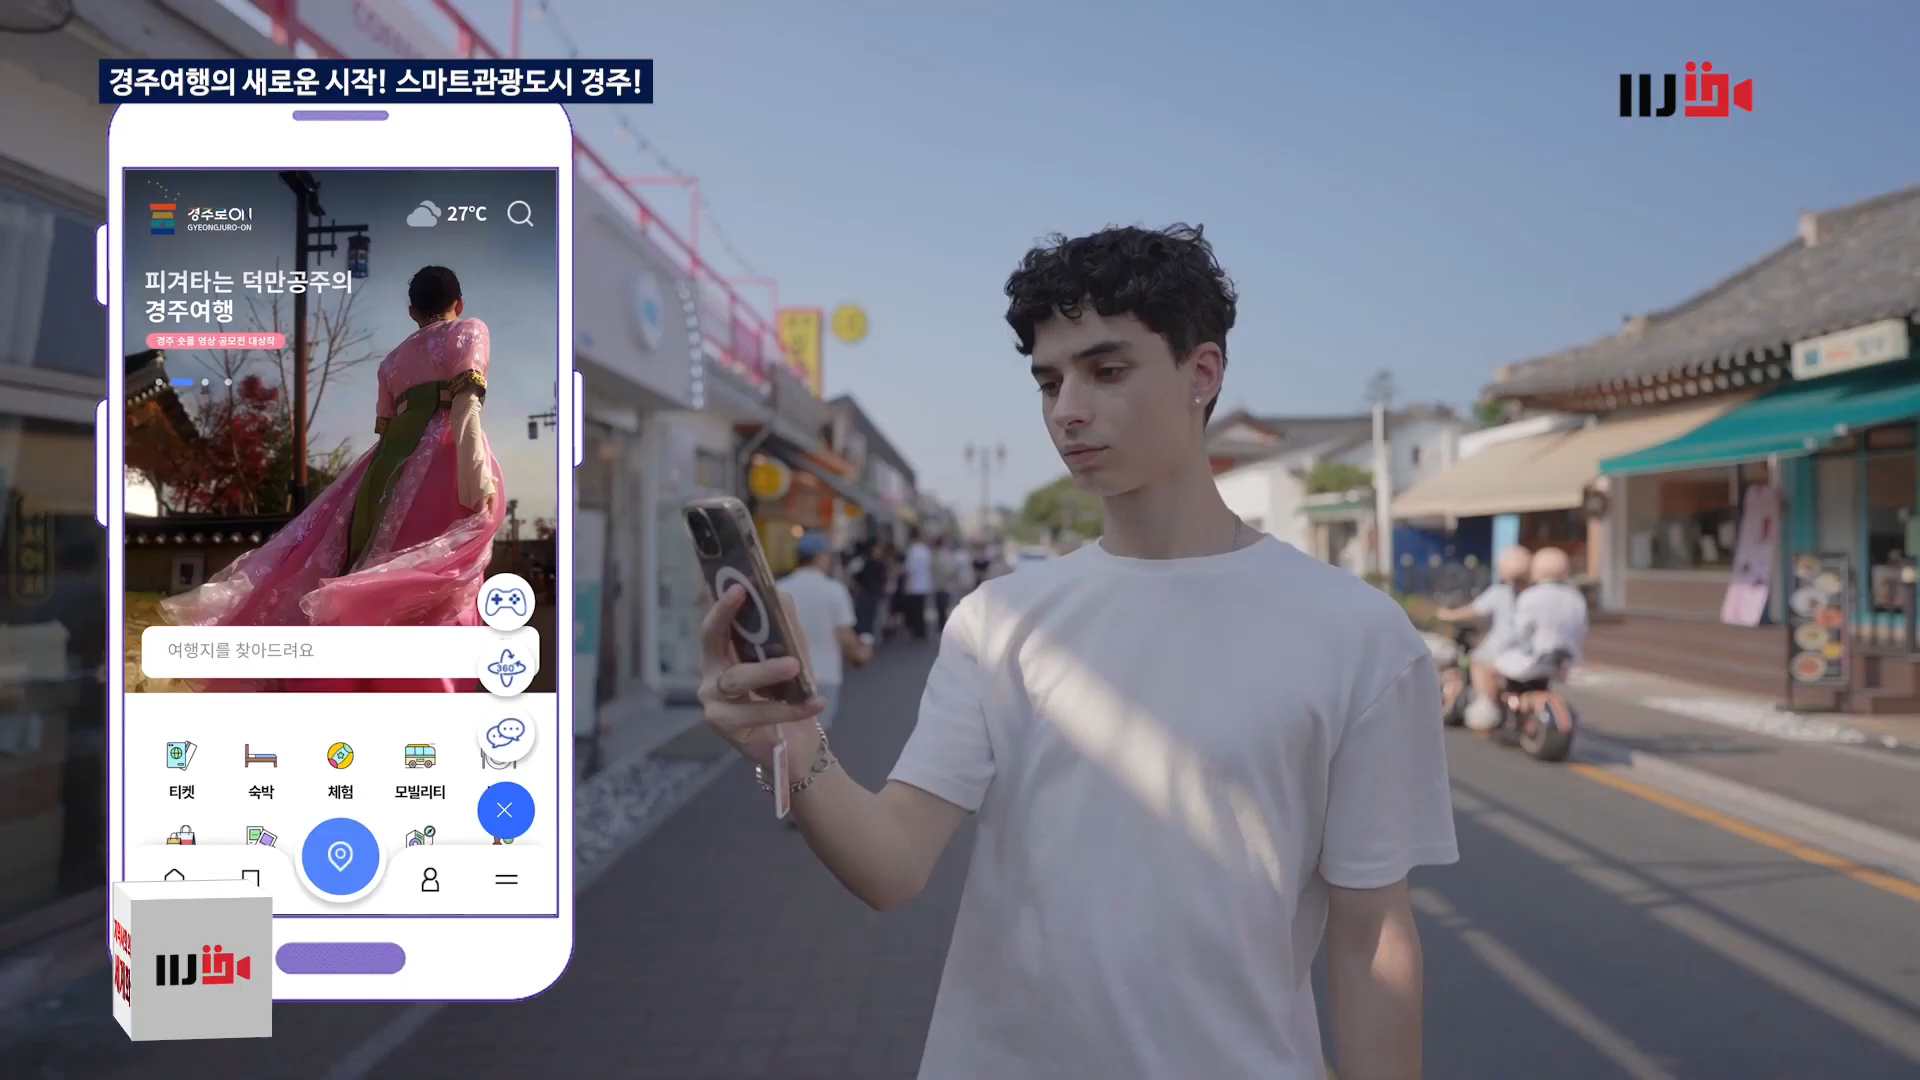 경주여행의 새로운 시작! 스마트관광도시 경주!
경주로ON
GYEONGJURO-ON
27°C
피겨타는 덕만공주의
경주여행
경주 숏폼 영상 공모전 대상작
여행지를 찾아드려요
360°
티켓
숙박
체험
모빌리티